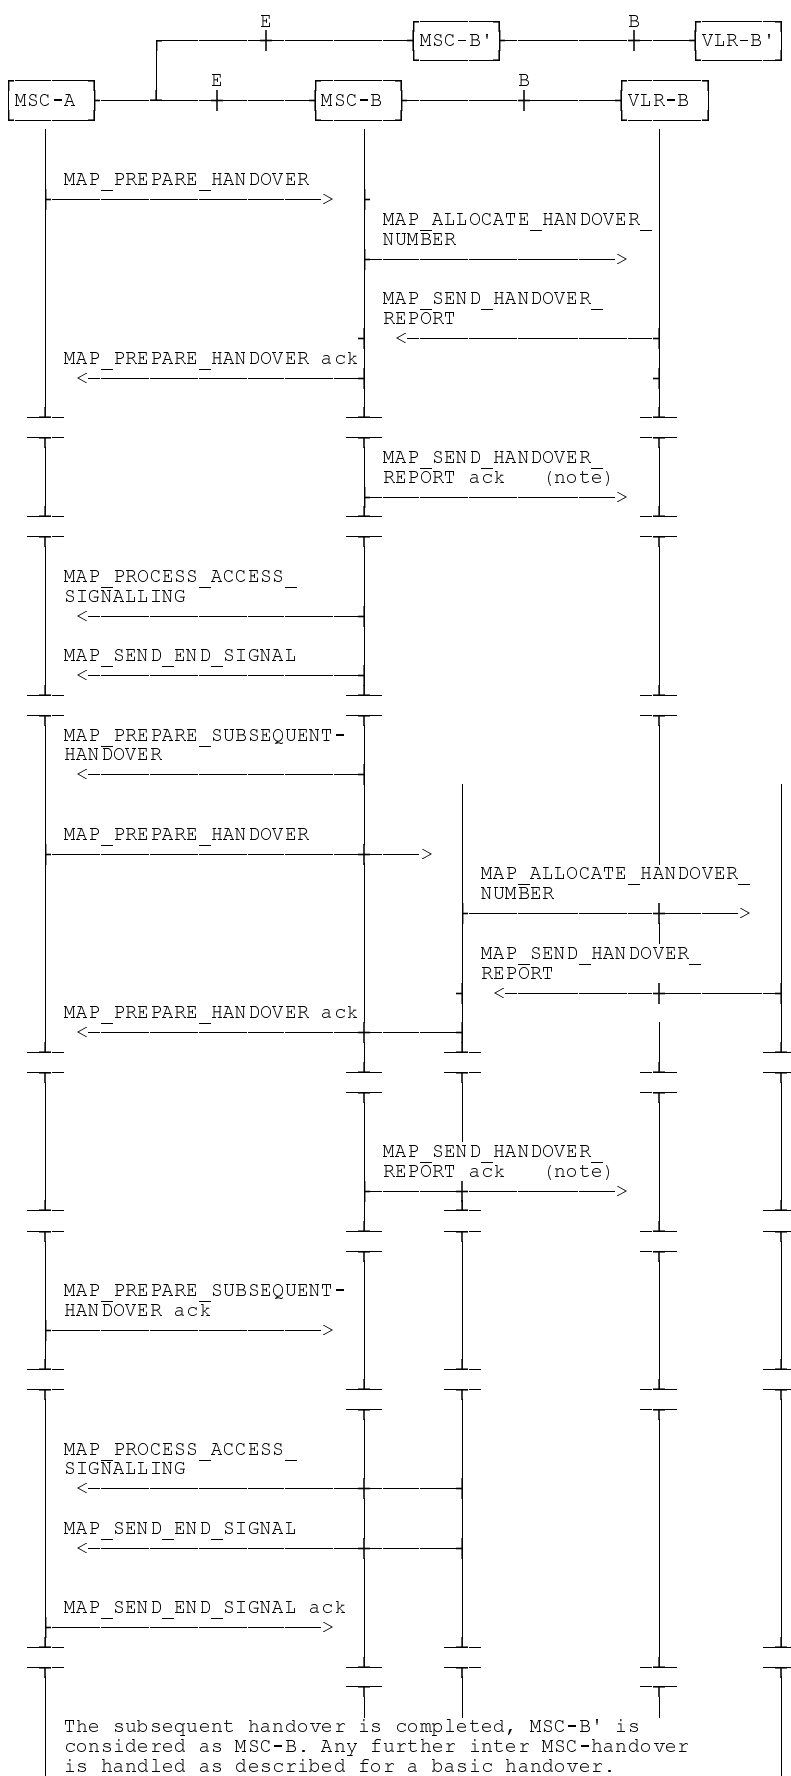 E B
MSC-B' VLR-B'
E B
MSC-A MSC-B VLR-B
MAP_PREPARE_HANDOVER
MAP_ALLOCATE_HANDOVER_
NUMBER
MAP_SEND_HANDOVER_
REPORT
MAP_PREPARE_HANDOVER ack
MAP_SEND_HANDOVER_
REPORT ack (note)
MAP_PROCESS_ACCESS_
SIGNALLING
MAP_SEND_END_SIGNAL
MAP_PREPARE_SUBSEQUENT-
HANDOVER
MAP_PREPARE_HANDOVER
MAP_ALLOCATE_HANDOVER_
NUMBER
MAP_SEND_HANDOVER_
REPORT
MAP_PREPARE_HANDOVER ack
MAP_SEND_HANDOVER_
REPORT ack (note)
MAP_PREPARE_SUBSEQUENT-
HANDOVER ack
MAP_PROCESS_ACCESS_
SIGNALLING
MAP_SEND_END_SIGNAL
MAP_SEND_END_SIGNAL ack
The subsequent handover is completed, MSC-B' is
considered as MSC-B. Any further inter MSC-handover
is handled as described for a basic handover.